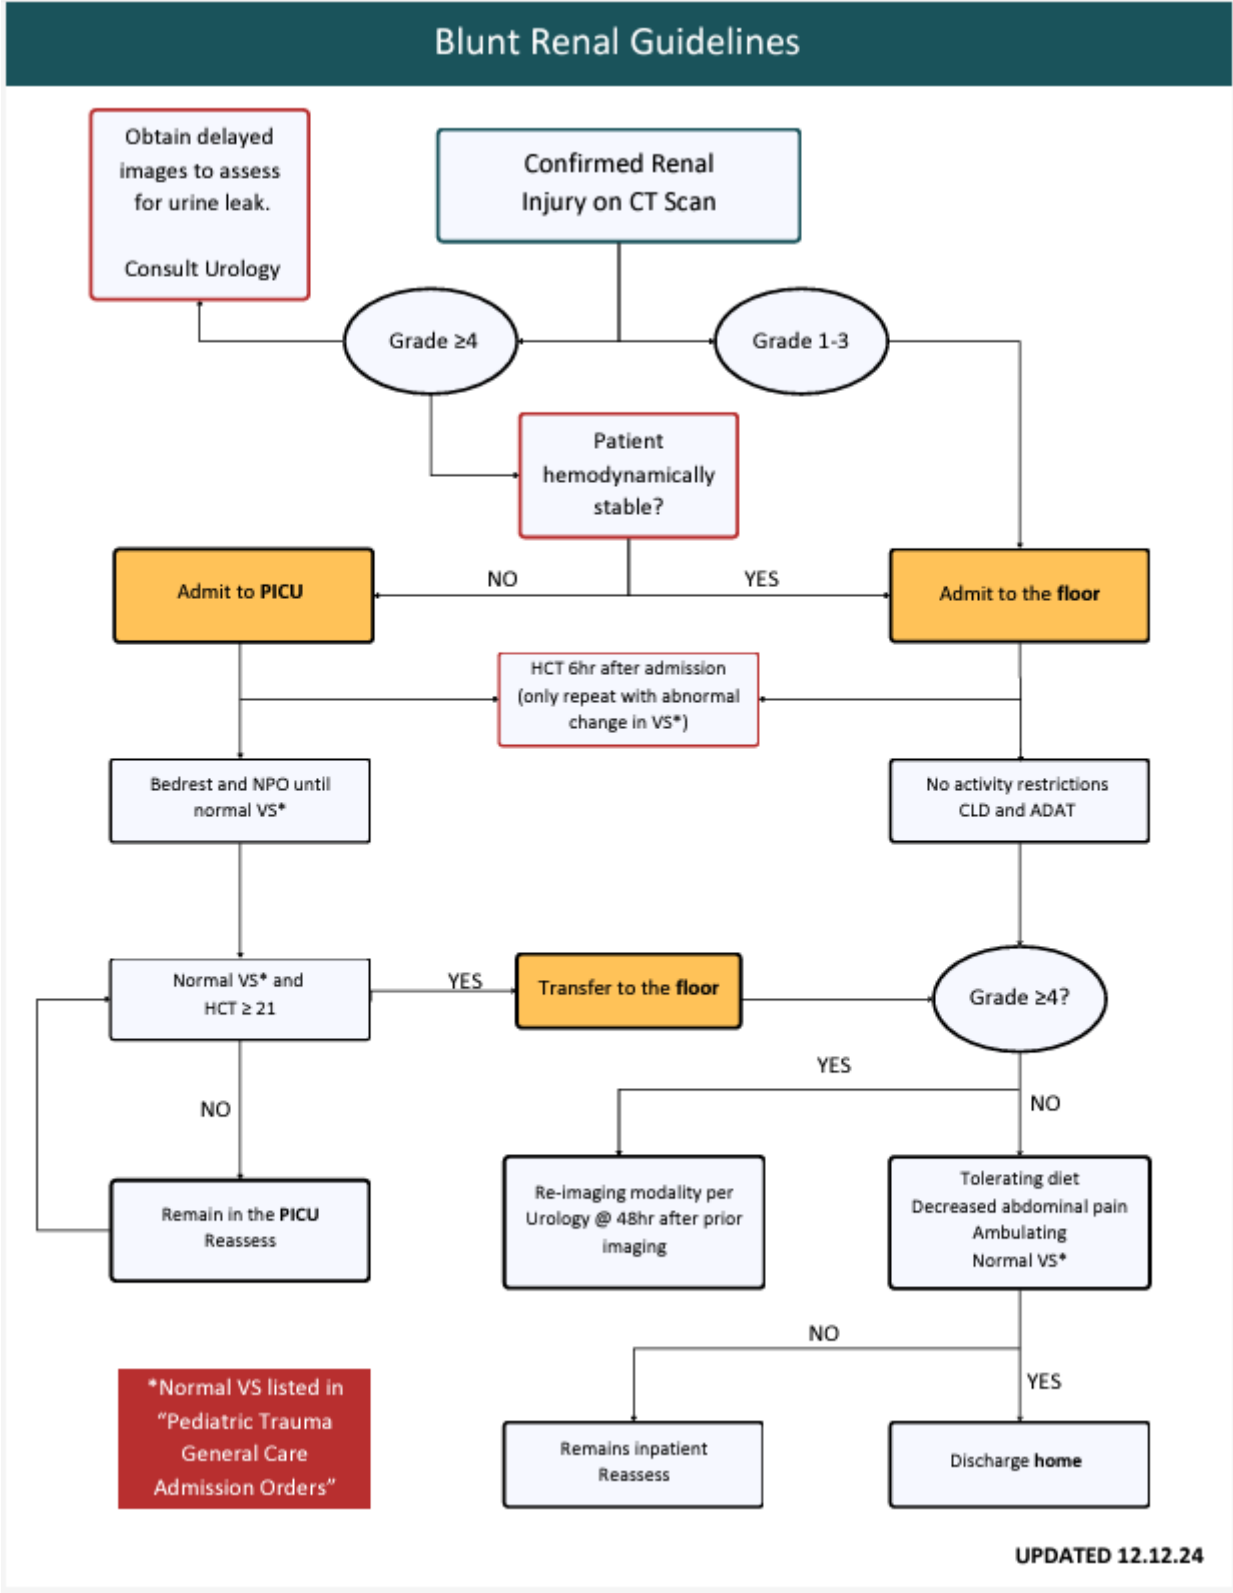 Blunt Renal Guidelines
Obtain delayed
images to assess
for urine leak.
Consult Urology
Confirmed Renal
Injury on CT Scan
Grade ≥4
Grade 1-3
Patient
hemodynamically
stable?
NO
YES
Admit to PICU
Admit to the floor
HCT 6hr after admission
(only repeat with abnormal
change in VS*)
Bedrest and NPO until
normal VS*
No activity restrictions
CLD and ADAT
Normal VS* and
HCT ≥ 21
YES
Transfer to the floor
Grade ≥4?
YES
NO
NO
Remain in the PICU
Reassess
Re-imaging modality per
Urology @ 48hr after prior
imaging
Tolerating diet
Decreased abdominal pain
Ambulating
Normal VS*
NO
YES
*Normal VS listed in
“Pediatric Trauma
General Care
Admission Orders”
Remains inpatient
Reassess
Discharge home
UPDATED 12.12.24